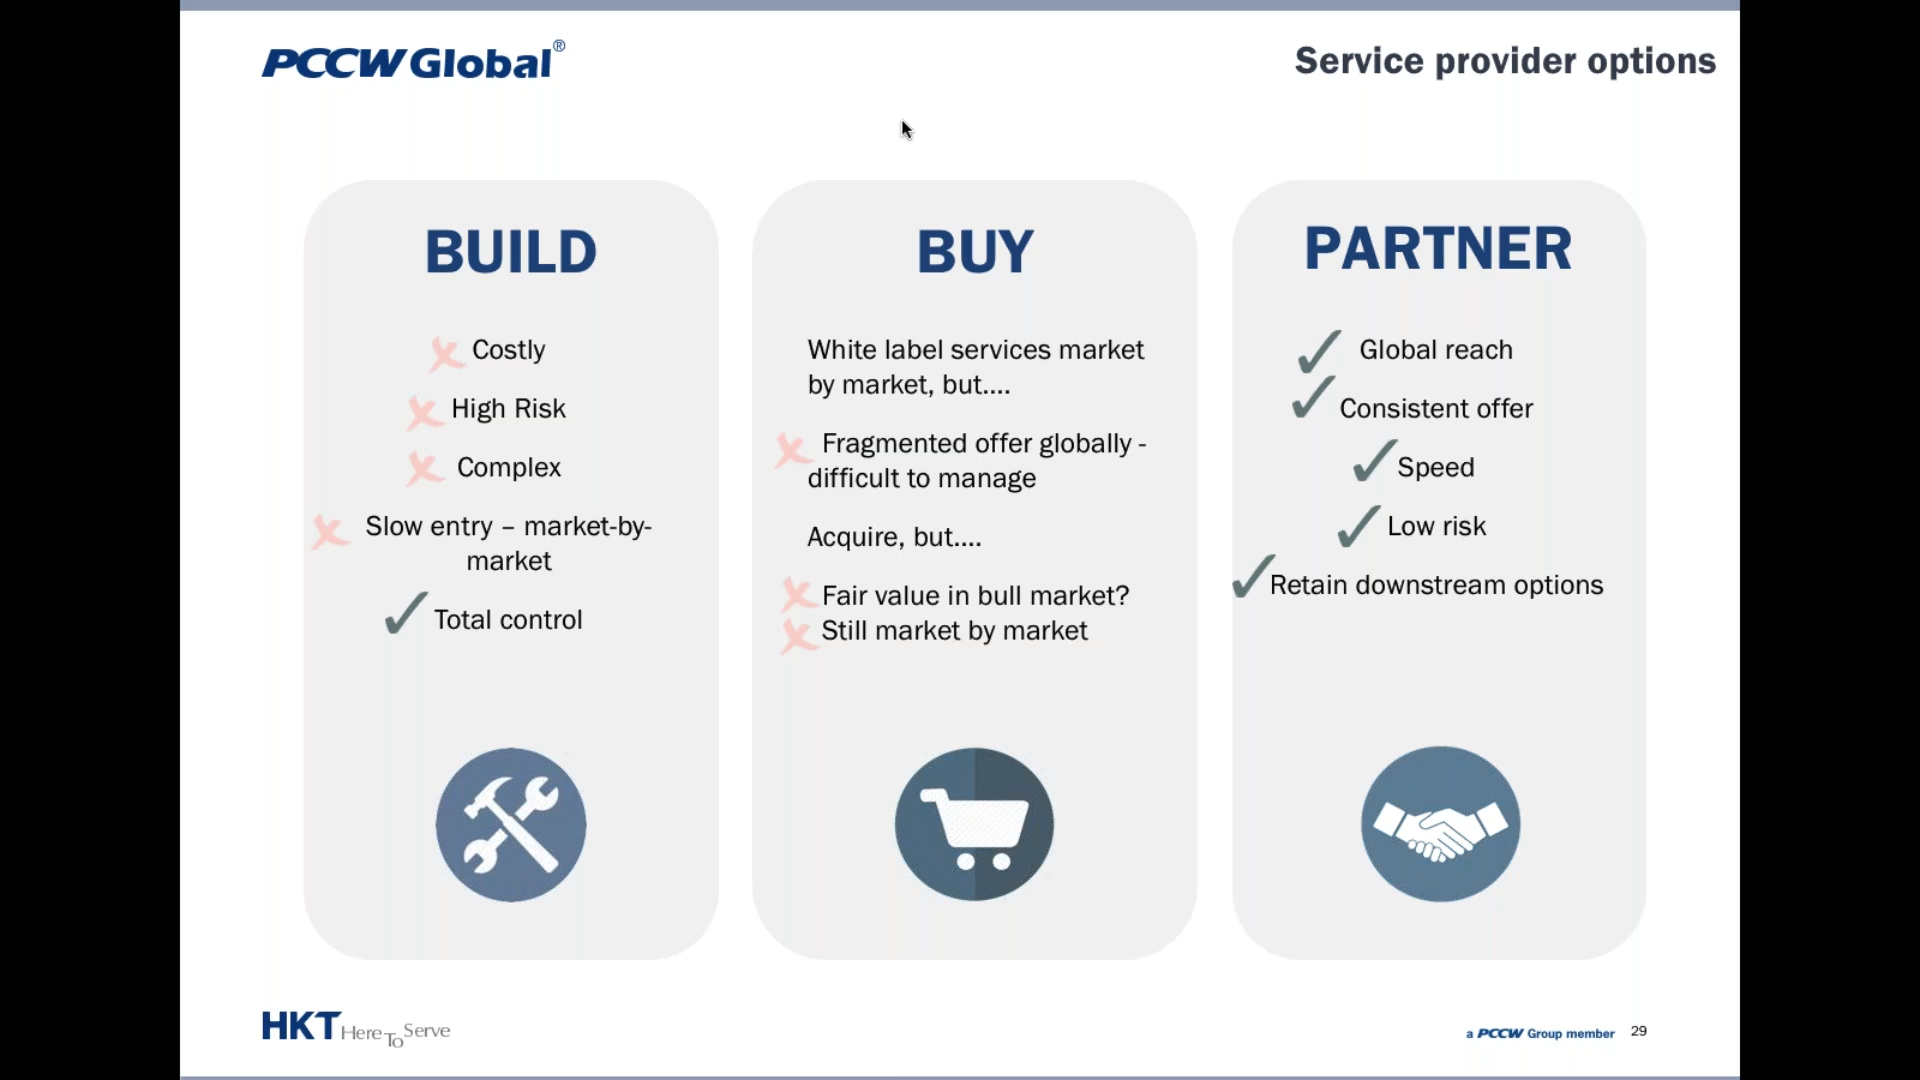 PCCW Global®
Service provider options
BUILD
Costly
High Risk
Complex
Slow entry – market-by-
market
Total control
BUY
White label services market
by market, but....
Fragmented offer globally -
difficult to manage
Acquire, but....
Fair value in bull market?
Still market by market
PARTNER
Global reach
Consistent offer
Speed
Low risk
Retain downstream options
HKT Here To Serve
a PCCW Group member 29